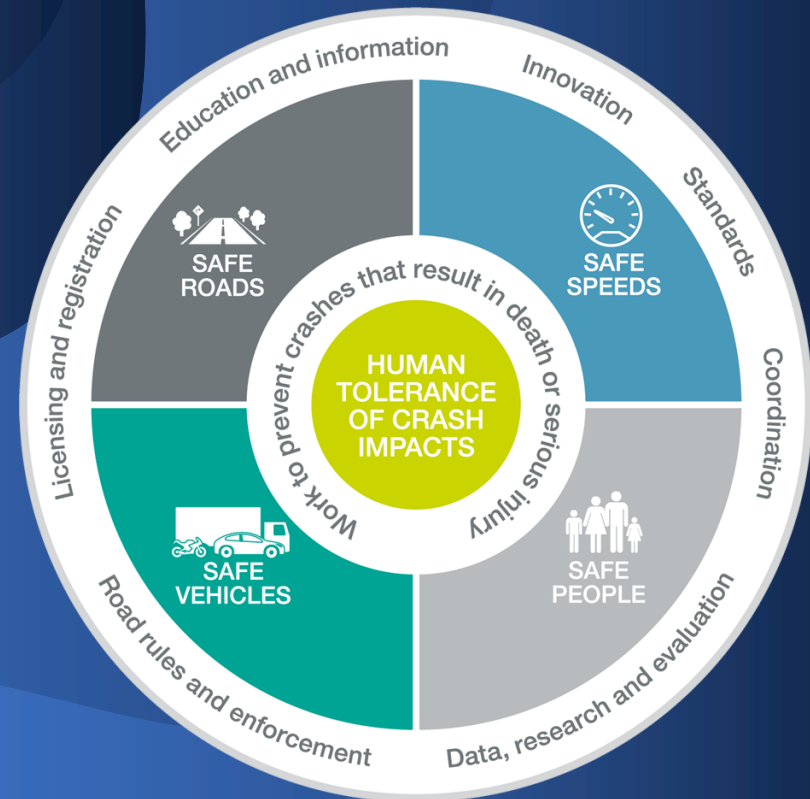 Education and information
Innovation
Standards
Coordination
Data, research and evaluation
Road rules and enforcement
Licensing and registration
SAFE
ROADS
SAFE
SPEEDS
SAFE
PEOPLE
SAFE
VEHICLES
Work to prevent crashes that result in death or serious injury
HUMAN
TOLERANCE
OF CRASH
IMPACTS